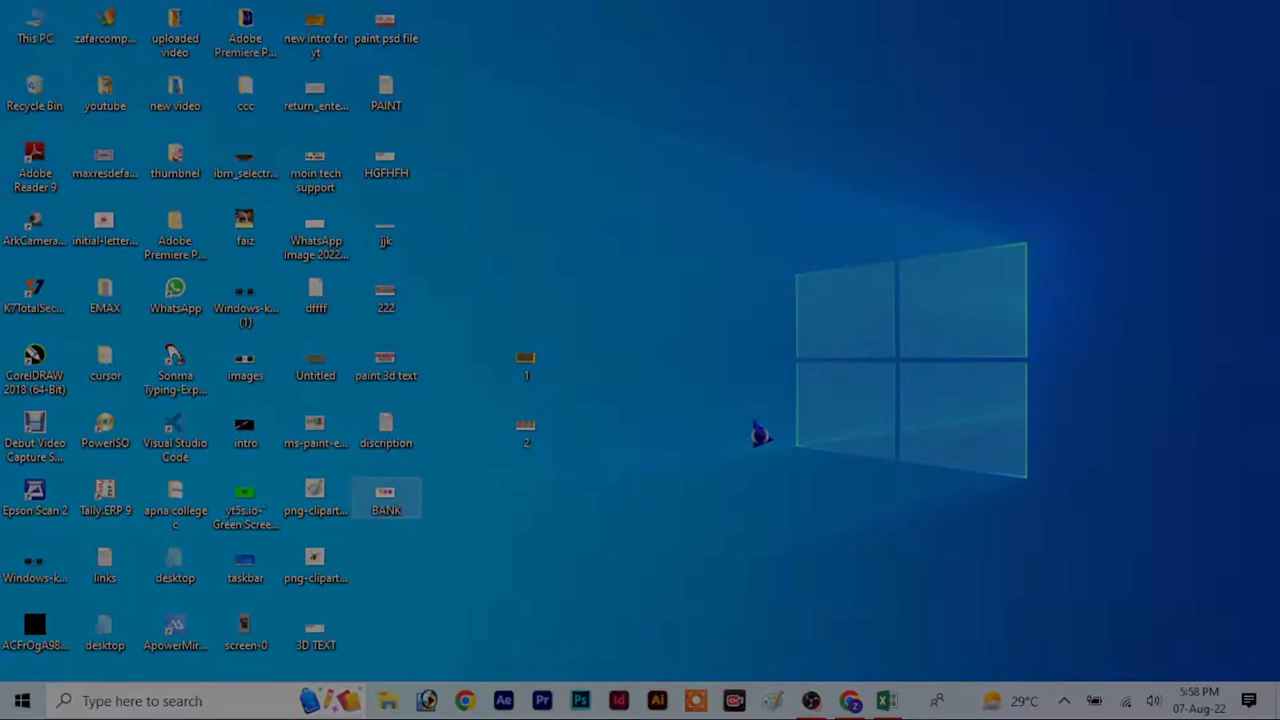 This PC
zafarcomp...
uploaded
video
Adobe
Premiere P...
new intro for
yt
paint psd file
Recycle Bin
youtube
new video
ccc
return_ente...
PAINT
Adobe
Reader 9
maxresdefa...
thumbnel
ibm_selectr...
moin tech
support
HGFHFH
ArkCamera...
initial-letter...
Adobe
Premiere P...
faiz
WhatsApp
Image 2022...
jjk
K7TotalSec...
EMAX
WhatsApp
Windows-k...
(1)
dffff
222
CorelDRAW
2018 (64-Bit)
cursor
Sonma
Typing-Exp...
images
Untitled
paint 3d text
1
Debut Video
Capture S...
PowerISO
Visual Studio
Code
intro
ms-paint-e...
discription
2
Epson Scan 2
Tally.ERP 9
apna college
c
yt5s.io-'
Green Scree...
png-clipart...
BANK
Windows-k...
links
desktop
taskbar
png-clipart...
ACFrOgA98...
desktop
ApowerMir...
screen-0
3D TEXT
Type here to search
Ae
Pr
Ps
Id
Ai
29°C
5:58 PM
07-Aug-22